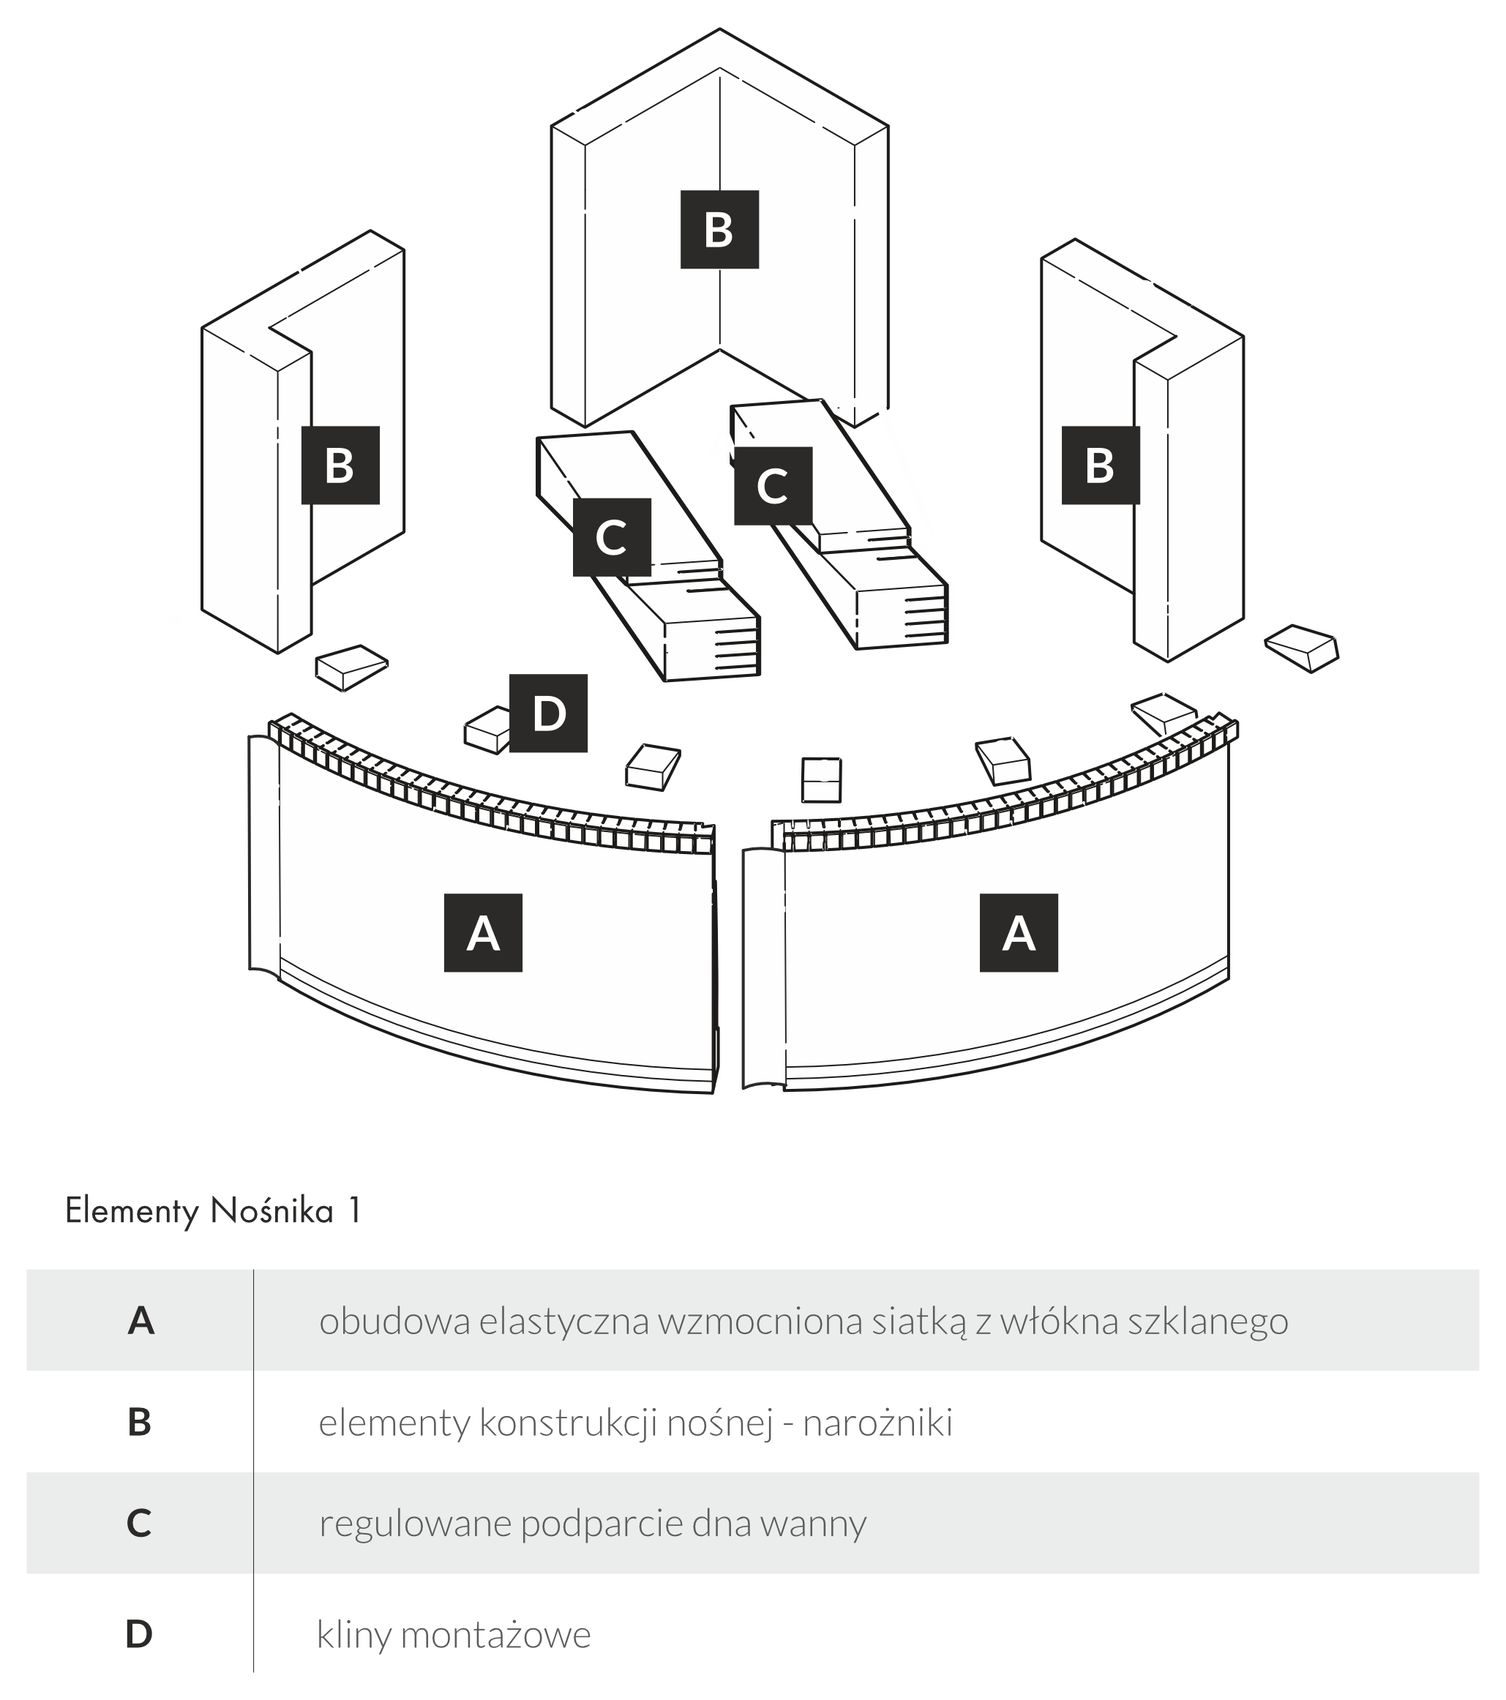 B
B
B
C
C
D
A
A
Elementy Nośnika 1
A obudowa elastyczna wzmocniona siatką z włókna szklanego
B elementy konstrukcji nośnej - narożniki
C regulowane podparcie dna wanny
D kliny montażowe